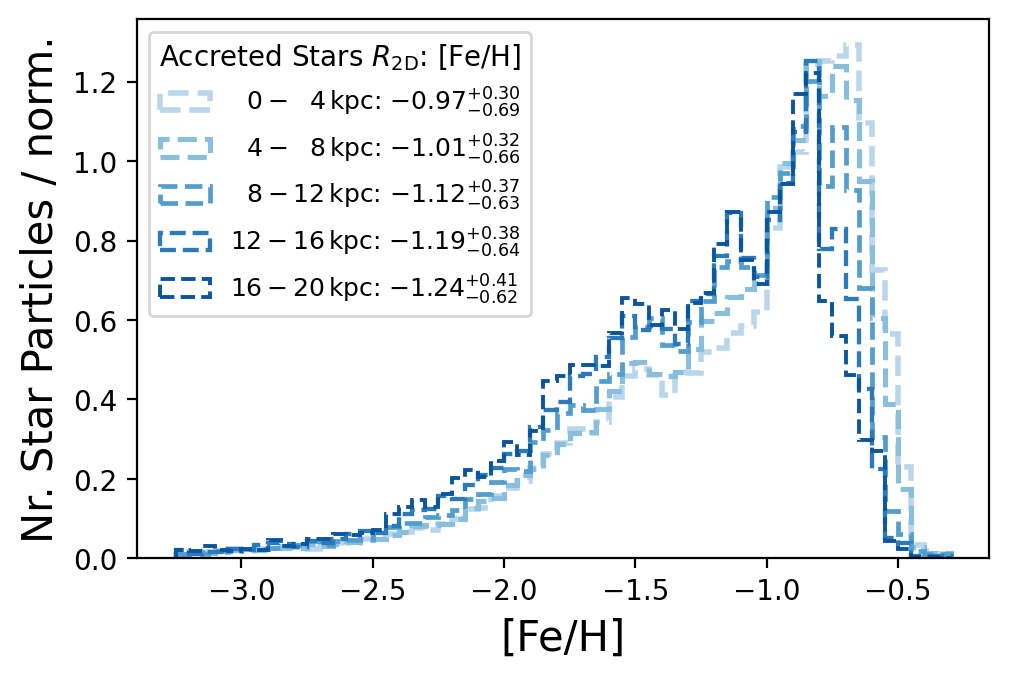 Accreted Stars R_2D: [Fe/H]
0 − 4 kpc: −0.97^{+0.30}_{−0.69}
4 − 8 kpc: −1.01^{+0.32}_{−0.66}
8 − 12 kpc: −1.12^{+0.37}_{−0.63}
12 − 16 kpc: −1.19^{+0.38}_{−0.64}
16 − 20 kpc: −1.24^{+0.41}_{−0.62}
Nr. Star Particles / norm.
1.2
1.0
0.8
0.6
0.4
0.2
0.0
−3.0 −2.5 −2.0 −1.5 −1.0 −0.5
[Fe/H]